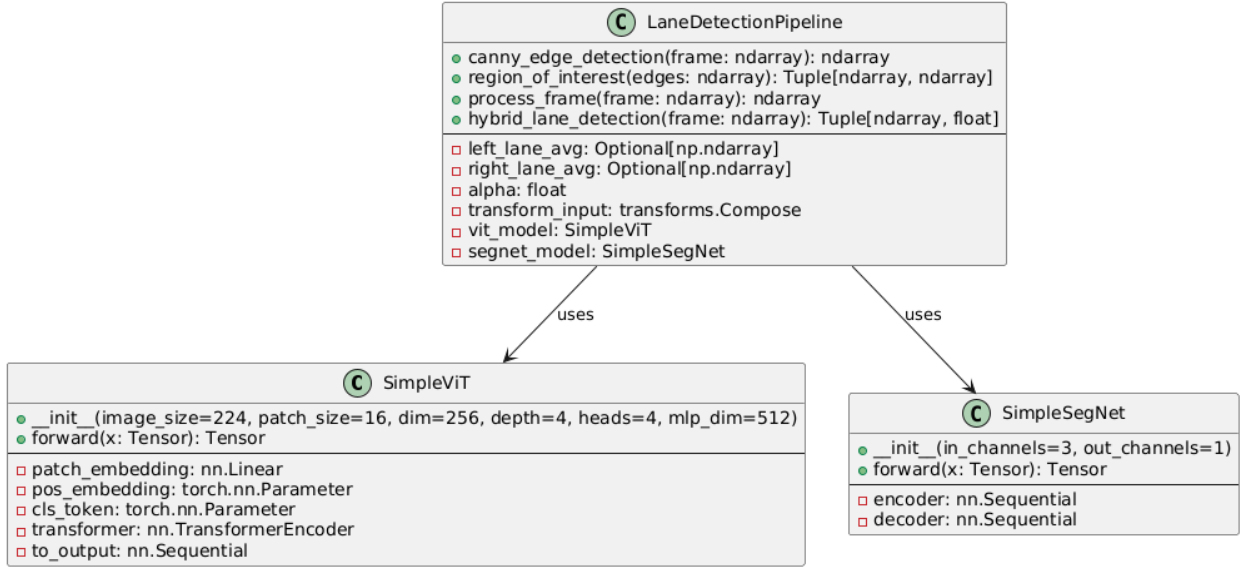 C LaneDetectionPipeline
canny_edge_detection(frame: ndarray): ndarray
region_of_interest(edges: ndarray): Tuple[ndarray, ndarray]
process_frame(frame: ndarray): ndarray
hybrid_lane_detection(frame: ndarray): Tuple[ndarray, float]
left_lane_avg: Optional[np.ndarray]
right_lane_avg: Optional[np.ndarray]
alpha: float
transform_input: transforms.Compose
vit_model: SimpleViT
segnet_model: SimpleSegNet
uses
uses
C SimpleViT
__init__(image_size=224, patch_size=16, dim=256, depth=4, heads=4, mlp_dim=512)
forward(x: Tensor): Tensor
patch_embedding: nn.Linear
pos_embedding: torch.nn.Parameter
cls_token: torch.nn.Parameter
transformer: nn.TransformerEncoder
to_output: nn.Sequential
C SimpleSegNet
__init__(in_channels=3, out_channels=1)
forward(x: Tensor): Tensor
encoder: nn.Sequential
decoder: nn.Sequential